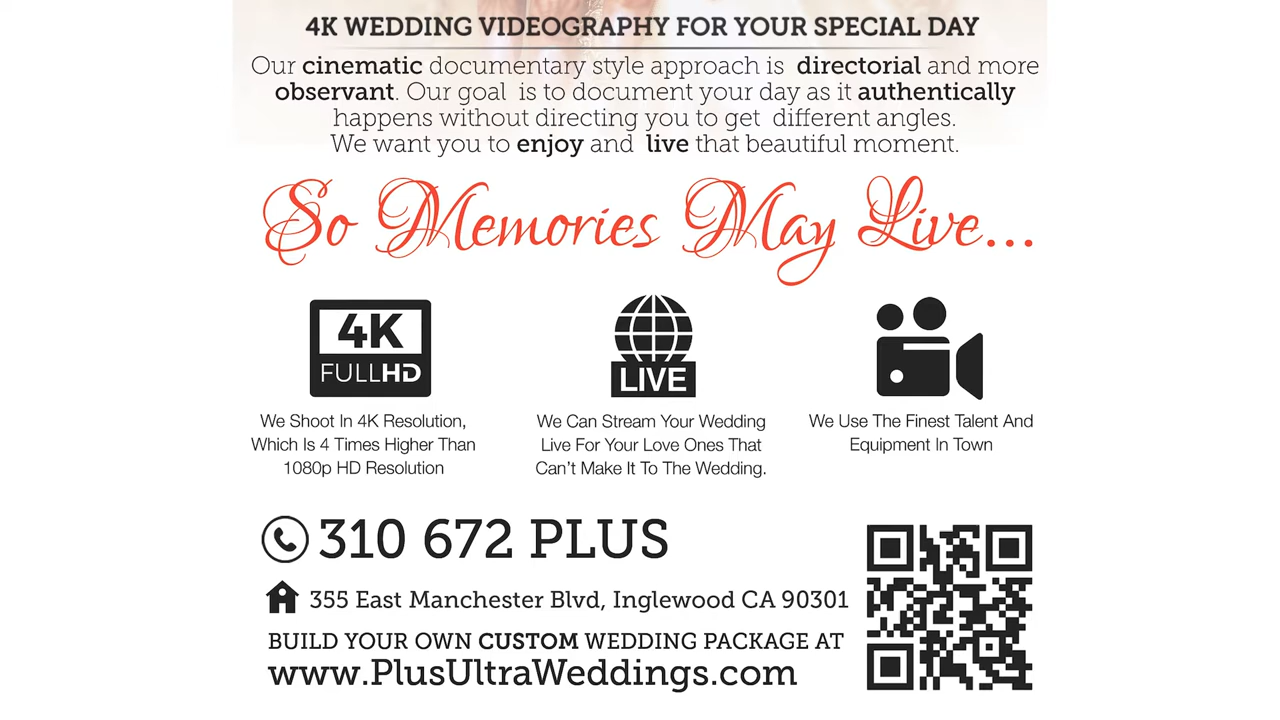 4K WEDDING VIDEOGRAPHY FOR YOUR SPECIAL DAY
Our cinematic documentary style approach is directorial and more
observant. Our goal is to document your day as it authentically
happens without directing you to get different angles.
We want you to enjoy and live that beautiful moment.
So Memories May Live...
4K
FULLHD
LIVE
We Shoot In 4K Resolution,
Which Is 4 Times Higher Than
1080p HD Resolution
We Can Stream Your Wedding
Live For Your Love Ones That
Can't Make It To The Wedding.
We Use The Finest Talent And
Equipment In Town
310 672 PLUS
355 East Manchester Blvd, Inglewood CA 90301
BUILD YOUR OWN CUSTOM WEDDING PACKAGE AT
www.PlusUltraWeddings.com